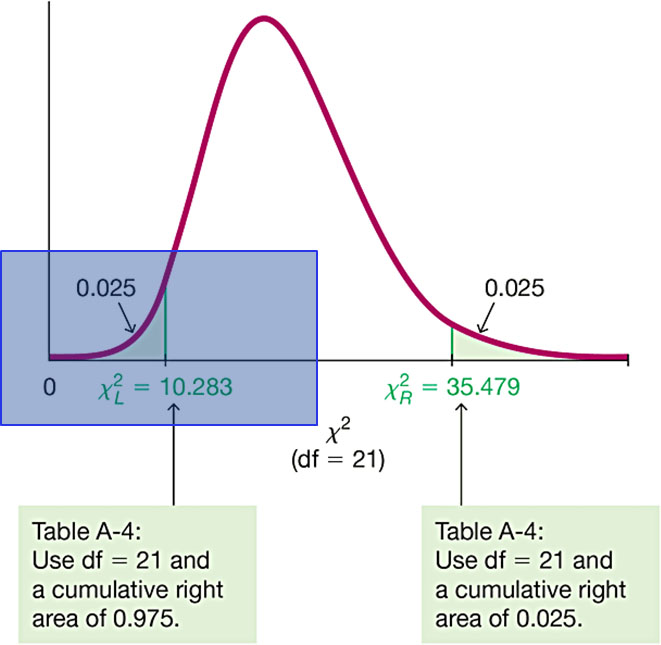 0.025
0.025
0
χ²_L = 10.283
χ²_R = 35.479
χ²
(df = 21)
Table A-4:
Use df = 21 and
a cumulative right
area of 0.975.
Table A-4:
Use df = 21 and
a cumulative right
area of 0.025.